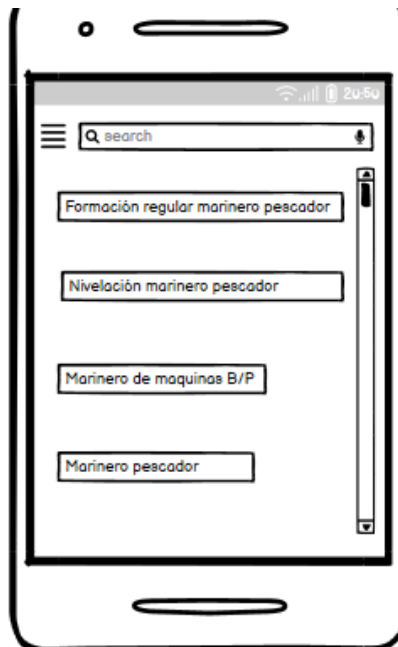 20:50
search
Formación regular marinero pescador
Nivelación marinero pescador
Marinero de maquinas B/P
Marinero pescador